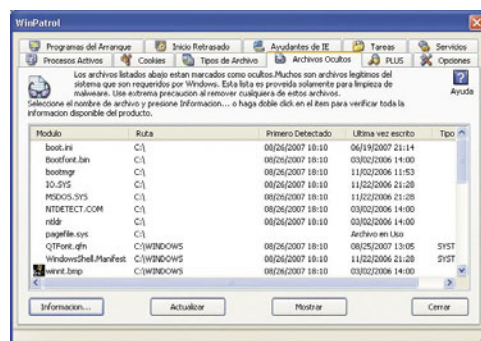 WinPatrol
Programas del Arranque Inicio Retrasado Ayudantes de IE Tareas Servicios
Procesos Activos Cookies Tipos de Archivo Archivos Ocultos PLUS Opciones
Los archivos listados abajo estan marcados como ocultos.Muchos son archivos legitimos del
sistema que son requeridos por Windows. Esta lista es proveida solamente para limpieza de
malware. Use extrema precaucion al remover cualquiera de estos archivos.
Ayuda
Seleccione el nombre de archivo y presione Informacion... o haga doble click en el item para verificar toda la
informacion disponible del producto.
Modulo Ruta Primero Detectado Ultima vez escrito Tipo
boot.ini C:\ 08/26/2007 18:10 06/19/2007 21:14
Bootfont.bin C:\ 08/26/2007 18:10 03/02/2006 14:00
bootmgr C:\ 08/26/2007 18:10 11/02/2006 11:53
IO.SYS C:\ 08/26/2007 18:10 11/22/2006 21:28
MSDOS.SYS C:\ 08/26/2007 18:10 11/22/2006 21:28
NTDETECT.COM C:\ 08/26/2007 18:10 03/02/2006 14:00
ntldr C:\ 08/26/2007 18:10 03/02/2006 14:00
pagefile.sys C:\ Archivo en Uso
QTFont.qfn C:\WINDOWS 08/26/2007 18:10 08/25/2007 13:05 SYST
WindowsShell.Manifest C:\WINDOWS 08/26/2007 18:10 11/22/2006 21:20 SYST
winnt.bmp C:\WINDOWS 08/26/2007 18:10 03/02/2006 14:00
Informacion... Actualizar Mostrar Cerrar